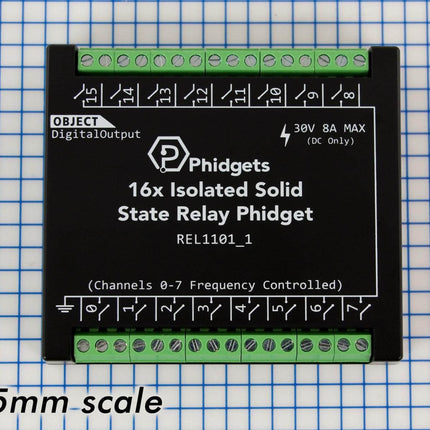 15 14 13 12 11 10 9 8
OBJECT
DigitalOutput
30V 8A MAX
(DC Only)
Phidgets
16x Isolated Solid
State Relay Phidget
REL1101_1
(Channels 0-7 Frequency Controlled)
0 1 2 3 4 5 6 7
5mm scale